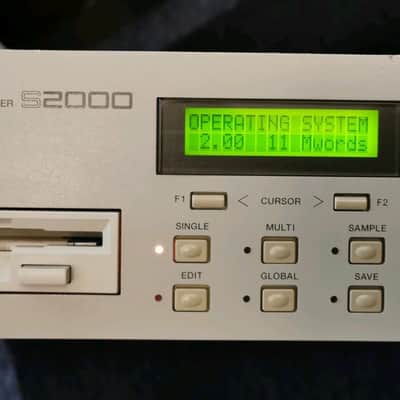 ER S2000
OPERATING SYSTEM
2.00 11 Mwords
F1 < CURSOR > F2
SINGLE MULTI SAMPLE
EDIT GLOBAL SAVE